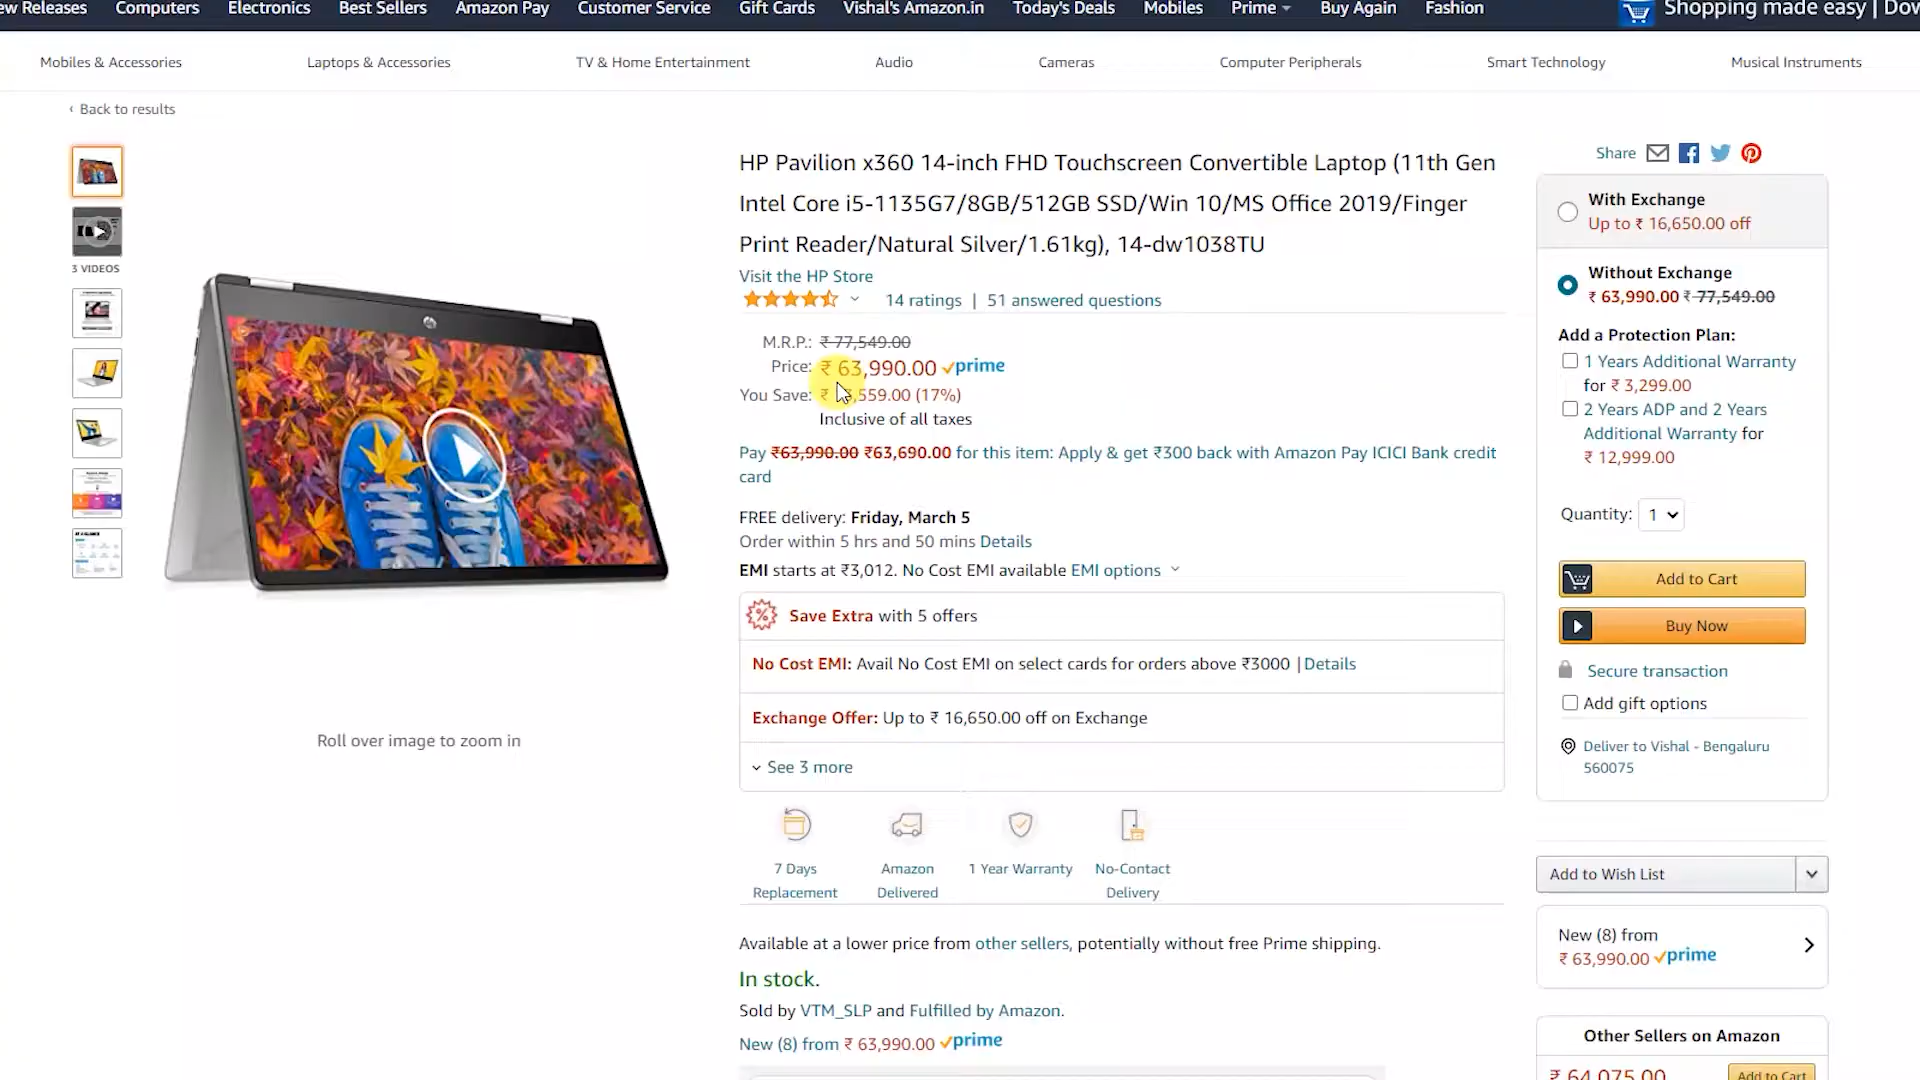 ew Releases Computers Electronics Best Sellers Amazon Pay Customer Service Gift Cards Vishal's Amazon.in Today's Deals Mobiles Prime Buy Again Fashion Shopping made easy | Dow
Mobiles & Accessories Laptops & Accessories TV & Home Entertainment Audio Cameras Computer Peripherals Smart Technology Musical Instruments
‹ Back to results
3 VIDEOS
Roll over image to zoom in
HP Pavilion x360 14-inch FHD Touchscreen Convertible Laptop (11th Gen
Intel Core i5-1135G7/8GB/512GB SSD/Win 10/MS Office 2019/Finger
Print Reader/Natural Silver/1.61kg), 14-dw1038TU
Visit the HP Store
14 ratings | 51 answered questions
M.R.P.: ₹ 77,549.00
Price: ₹ 63,990.00 prime
You Save: ₹ 559.00 (17%)
Inclusive of all taxes
Pay ₹63,990.00 ₹63,690.00 for this item: Apply & get ₹300 back with Amazon Pay ICICI Bank credit
card
FREE delivery: Friday, March 5
Order within 5 hrs and 50 mins Details
EMI starts at ₹3,012. No Cost EMI available EMI options
Save Extra with 5 offers
No Cost EMI: Avail No Cost EMI on select cards for orders above ₹3000 | Details
Exchange Offer: Up to ₹ 16,650.00 off on Exchange
See 3 more
7 Days
Replacement
Amazon
Delivered
1 Year Warranty
No-Contact
Delivery
Available at a lower price from other sellers, potentially without free Prime shipping.
In stock.
Sold by VTM_SLP and Fulfilled by Amazon.
New (8) from ₹ 63,990.00 prime
Share
With Exchange
Up to ₹ 16,650.00 off
Without Exchange
₹ 63,990.00 ₹ 77,549.00
Add a Protection Plan:
1 Years Additional Warranty
for ₹ 3,299.00
2 Years ADP and 2 Years
Additional Warranty for
₹ 12,999.00
Quantity: 1
Add to Cart
Buy Now
Secure transaction
Add gift options
Deliver to Vishal - Bengaluru
560075
Add to Wish List
New (8) from
₹ 63,990.00 prime
Other Sellers on Amazon
₹ 64,075.00 Add to Cart